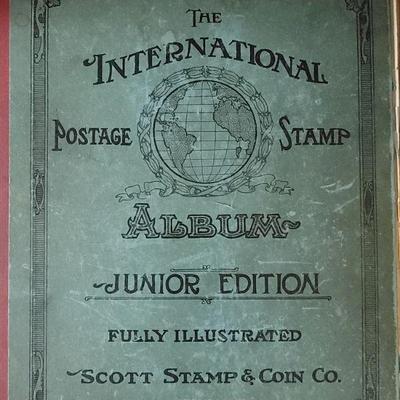 THE
INTERNATIONAL
POSTAGE STAMP
ALBUM
JUNIOR EDITION
FULLY ILLUSTRATED
SCOTT STAMP & COIN CO.